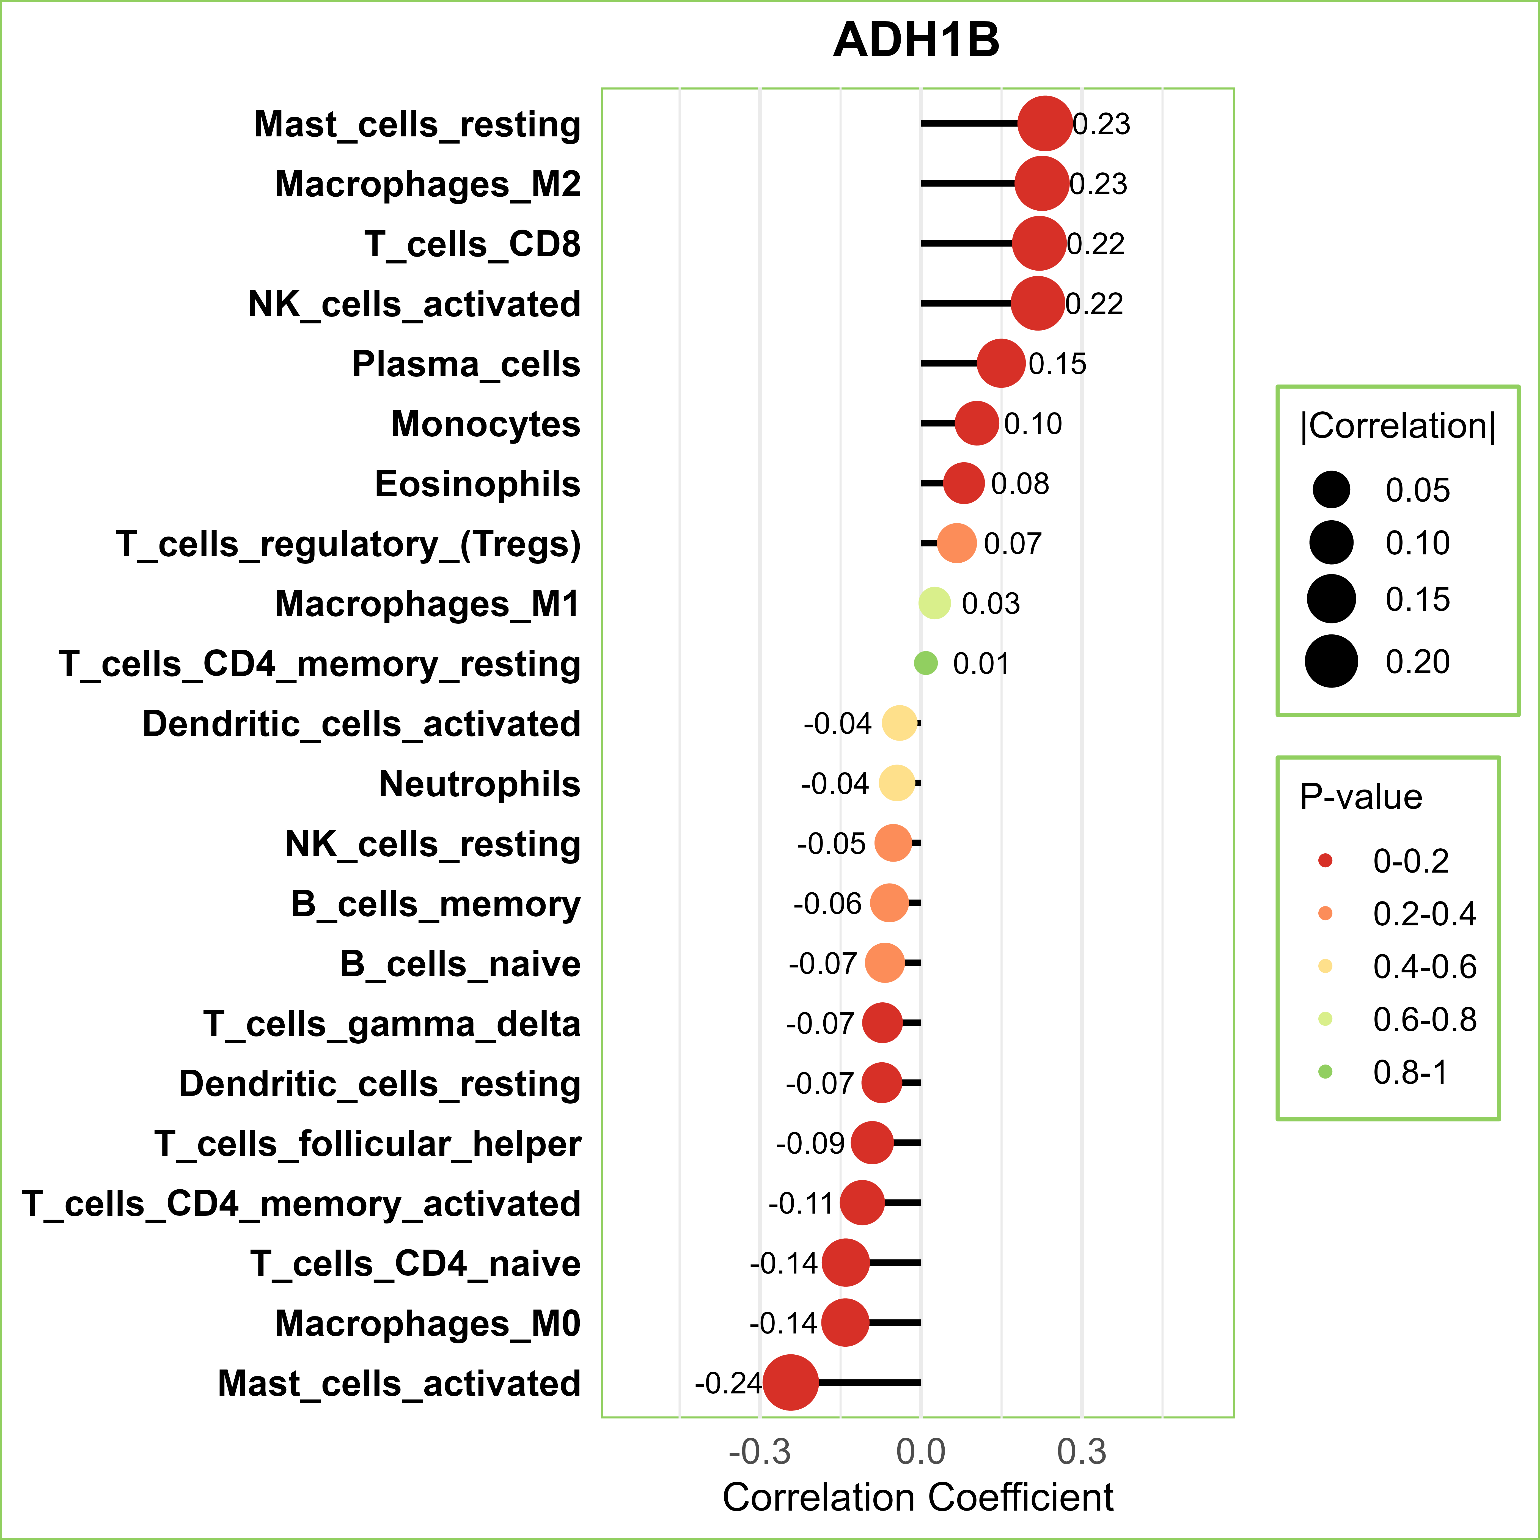 ADH1B
Mast_cells_resting 0.23
Macrophages_M2 0.23
T_cells_CD8 0.22
NK_cells_activated 0.22
Plasma_cells 0.15
Monocytes 0.10
Eosinophils 0.08
T_cells_regulatory_(Tregs) 0.07
Macrophages_M1 0.03
T_cells_CD4_memory_resting 0.01
Dendritic_cells_activated -0.04
Neutrophils -0.04
NK_cells_resting -0.05
B_cells_memory -0.06
B_cells_naive -0.07
T_cells_gamma_delta -0.07
Dendritic_cells_resting -0.07
T_cells_follicular_helper -0.09
T_cells_CD4_memory_activated -0.11
T_cells_CD4_naive -0.14
Macrophages_M0 -0.14
Mast_cells_activated -0.24
-0.3 0.0 0.3
Correlation Coefficient
|Correlation|
0.05
0.10
0.15
0.20
P-value
0-0.2
0.2-0.4
0.4-0.6
0.6-0.8
0.8-1